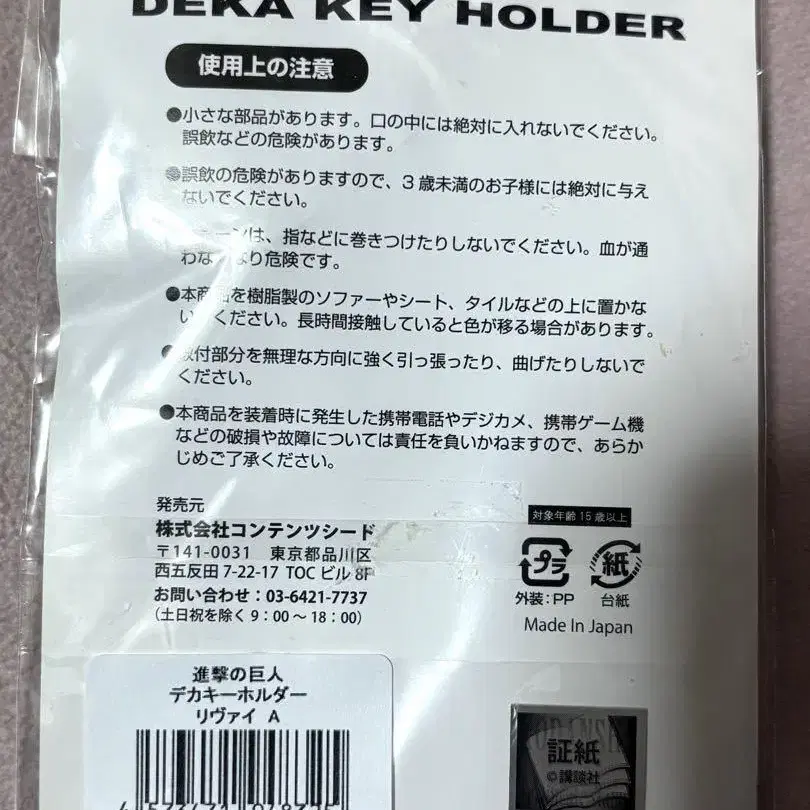 DEKA KEY HOLDER
使用上の注意
●小さな部品があります。口の中には絶対に入れないでください。
誤飲などの危険があります。
●誤飲の危険がありますので、3歳未満のお子様には絶対に与え
ないでください。
ーンは、指などに巻きつけたりしないでください。血が通
わな り危険です。
●本商品を樹脂製のソファーやシート、タイルなどの上に置かな
い ください。長時間接触していると色が移る場合があります。
●取付部分を無理な方向に強く引っ張ったり、曲げたりしないで
ください。
●本商品を装着時に発生した携帯電話やデジカメ、携帯ゲーム機
などの破損や故障については責任を負いかねますので、あらか
じめご了承ください。
発売元
株式会社コンテンツシード
〒141-0031 東京都品川区
西五反田 7-22-17 TOC ビル 8F
お問い合わせ：03-6421-7737
（土日祝を除く 9：00 〜 18：00）
対象年齢 15 歳以上
プラ 紙
外装：PP 台紙
Made In Japan
進撃の巨人
デカキーホルダー
リヴァイ A
証紙
©講談社